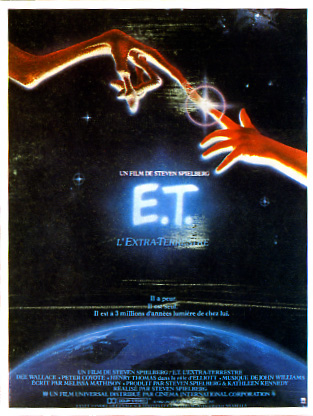 UN FILM DE STEVEN SPIELBERG
E.T.
L'EXTRA-TERRESTRE
Il a peur.
Il est seul.
Il est à 3 millions d'années lumière de chez lui.
UN FILM DE STEVEN SPIELBERG · E.T. L'EXTRA-TERRESTRE
DEE WALLACE · PETER COYOTE · HENRY THOMAS dans le rôle d'ELLIOTT · MUSIQUE DE JOHN WILLIAMS
ÉCRIT PAR MELISSA MATHISON · PRODUIT PAR STEVEN SPIELBERG & KATHLEEN KENNEDY
RÉALISÉ PAR STEVEN SPIELBERG
UN FILM UNIVERSAL DISTRIBUÉ PAR CINEMA INTERNATIONAL CORPORATION